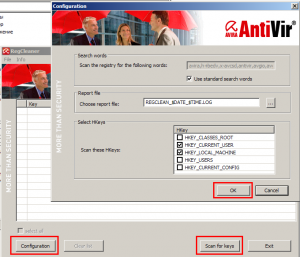 Configuration
AVIRA AntiVir
Search words
Scan the registry for the following words:
Use standard search words
Report file
Choose report file:
REGCLEAN_$DATE_$TIME.LOG
...
Select HKeys
Scan these HKeys:
HKey
HKEY_CLASSES_ROOT
HKEY_CURRENT_USER
HKEY_LOCAL_MACHINE
HKEY_USERS
HKEY_CURRENT_CONFIG
OK
Cancel
MORE THAN SECURITY
RegCleaner
File Info
Key
MORE THAN SECURITY
select all
Configuration
Clear list
Scan for keys
Exit